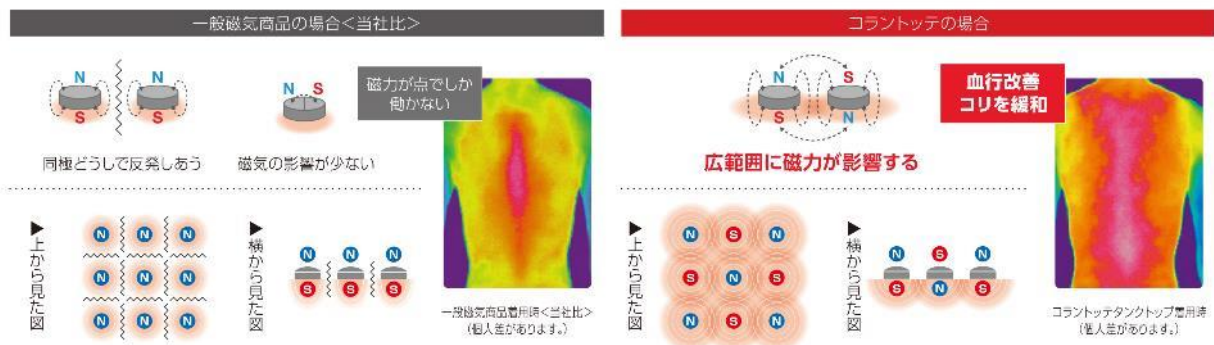 一般磁気商品の場合＜当社比＞
N N
S S
同極どうしで反発しあう
N S
磁気の影響が少ない
磁力が点でしか
働かない
▶上から見た図
N N N
N N N
N N N
▶横から見た図
N N N
S S S
一般磁気商品着用時＜当社比＞
(個人差があります。)
コラントッテの場合
N S
S N
広範囲に磁力が影響する
血行改善
コリを緩和
▶上から見た図
N S N
S N S
N S N
▶横から見た図
N S N
S N S
コラントッテタンクトップ着用時
(個人差があります。)